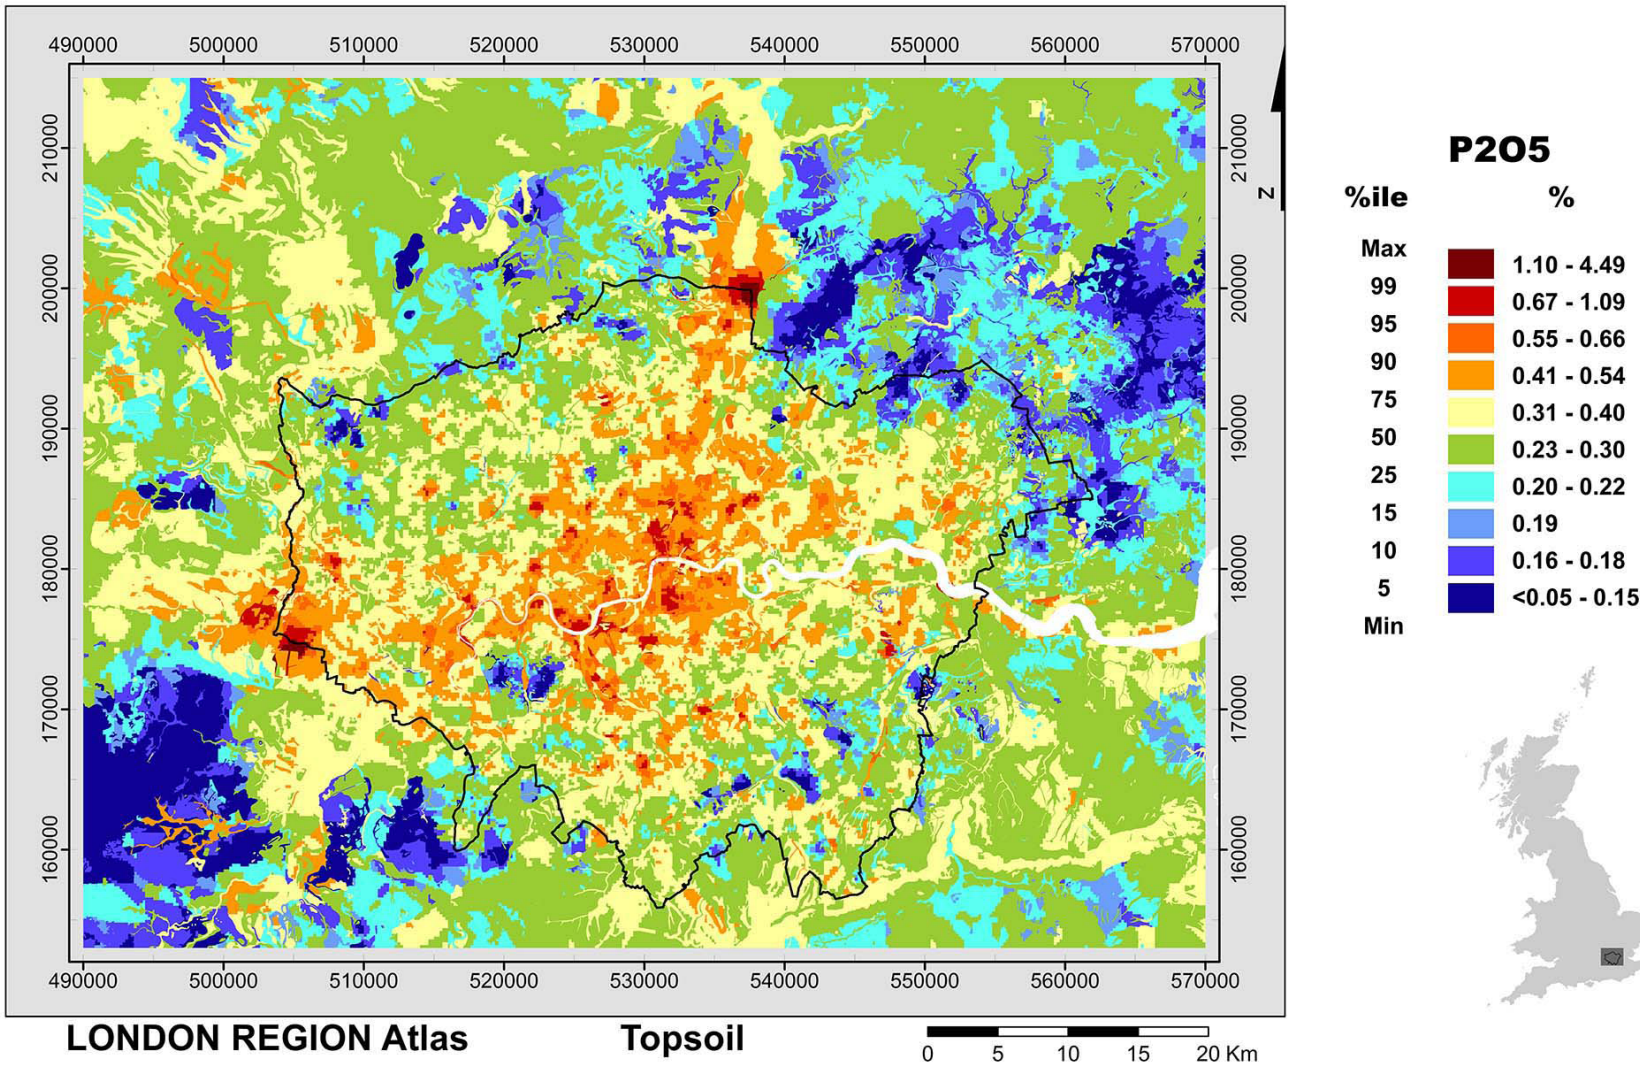 490000 500000 510000 520000 530000 540000 550000 560000 570000
210000
200000
190000
180000
170000
160000
210000
200000
190000
180000
170000
160000
Z
490000 500000 510000 520000 530000 540000 550000 560000 570000
LONDON REGION Atlas Topsoil
0 5 10 15 20 Km
P2O5
%ile %
Max
1.10 - 4.49
99
0.67 - 1.09
95
0.55 - 0.66
90
0.41 - 0.54
75
0.31 - 0.40
50
0.23 - 0.30
25
0.20 - 0.22
15
0.19
10
0.16 - 0.18
5
<0.05 - 0.15
Min